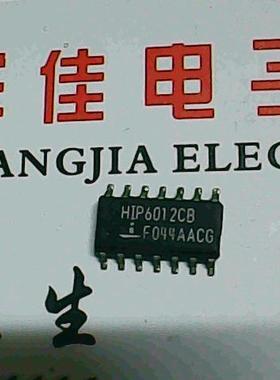 佳电
ANGJIA ELEC
HIP6012CB
i F044AACG
生